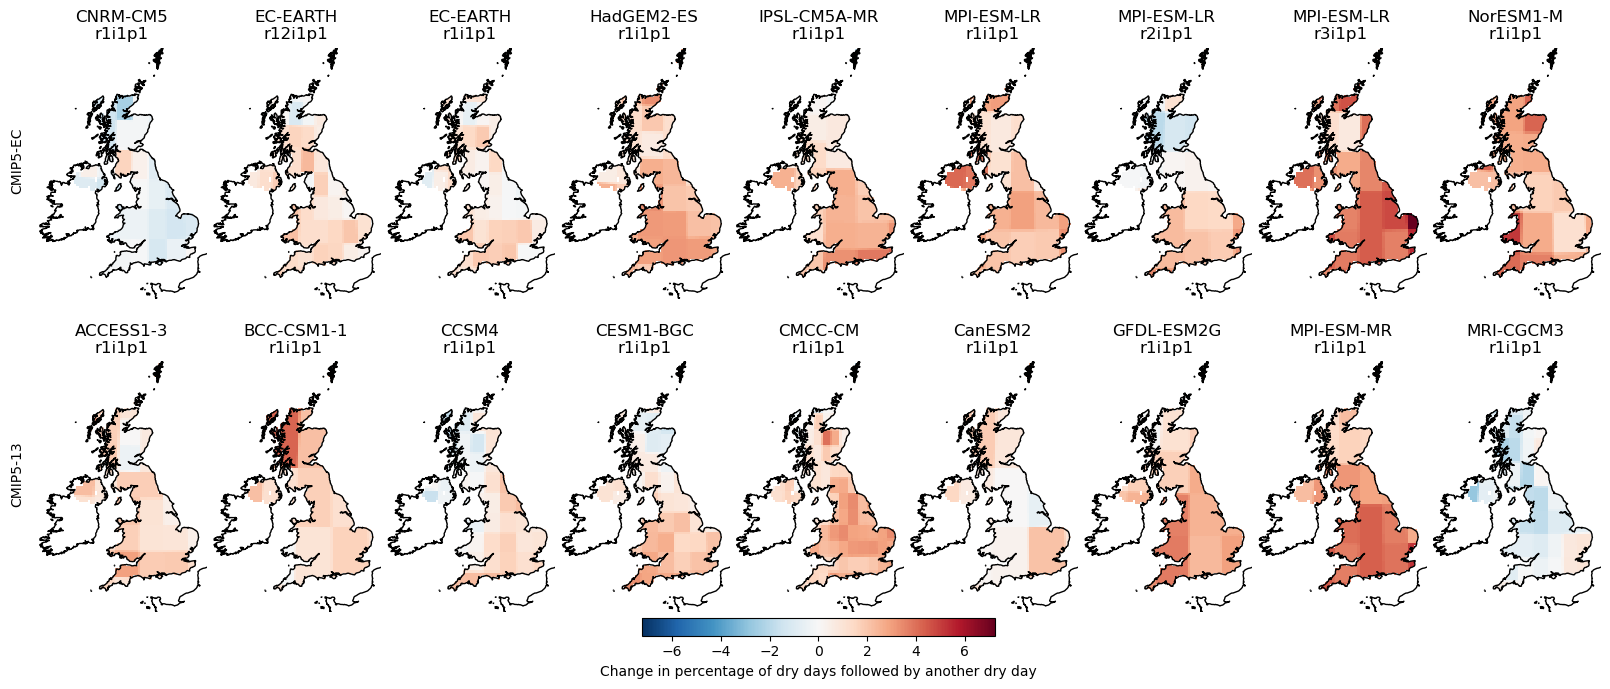 CNRM-CM5
r1i1p1
EC-EARTH
r12i1p1
EC-EARTH
r1i1p1
HadGEM2-ES
r1i1p1
IPSL-CM5A-MR
r1i1p1
MPI-ESM-LR
r1i1p1
MPI-ESM-LR
r2i1p1
MPI-ESM-LR
r3i1p1
NorESM1-M
r1i1p1
CMIP5-EC
ACCESS1-3
r1i1p1
BCC-CSM1-1
r1i1p1
CCSM4
r1i1p1
CESM1-BGC
r1i1p1
CMCC-CM
r1i1p1
CanESM2
r1i1p1
GFDL-ESM2G
r1i1p1
MPI-ESM-MR
r1i1p1
MRI-CGCM3
r1i1p1
CMIP5-13
−6 −4 −2 0 2 4 6
Change in percentage of dry days followed by another dry day